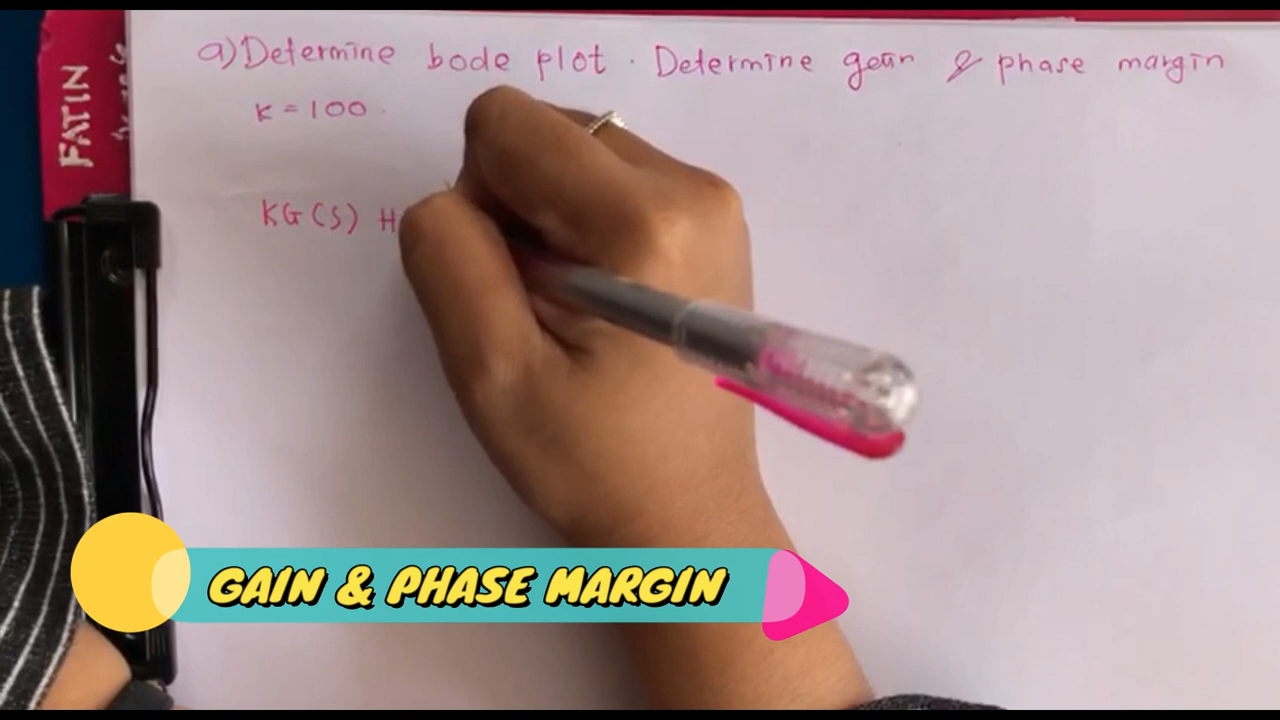 a) Determine bode plot. Determine gain & phase margin
K = 100
KG(S) H
GAIN & PHASE MARGIN
FATIN